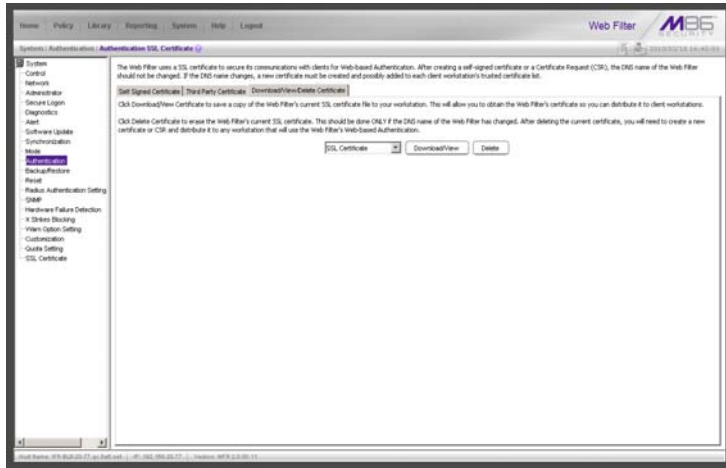 Home Policy Library Reporting System Help Logout
Web Filter
M86
SECURITY
System : Authentication : Authentication SSL Certificate
System
Control
Network
Administrator
Secure Logon
Diagnostics
Alert
Software Update
Synchronization
Mode
Authentication
Backup/Restore
Reset
Radius Authentication Setting
SNMP
Hardware Failure Detection
X Strikes Blocking
Warn Option Setting
Customization
Quota Setting
SSL Certificate
The Web Filter uses a SSL certificate to secure its communications with clients for Web-based Authentication. After creating a self-signed certificate or a Certificate Request (CSR), the DNS name of the Web Filter
should not be changed. If the DNS name changes, a new certificate must be created and possibly added to each client workstation's trusted certificate list.
Self Signed Certificate Third Party Certificate Download/View/Delete Certificate
Click Download/View Certificate to save a copy of the Web Filter's current SSL certificate file to your workstation. This will allow you to obtain the Web Filter's certificate so you can distribute it to client workstations.
Click Delete Certificate to erase the Web Filter's current SSL certificate. This should be done ONLY if the DNS name of the Web Filter has changed. After deleting the current certificate, you will need to create a new
certificate or CSR and distribute it to any workstation that will use the Web Filter's Web-based Authentication.
SSL Certificate Download/View Delete
Host Name: IP: Version: